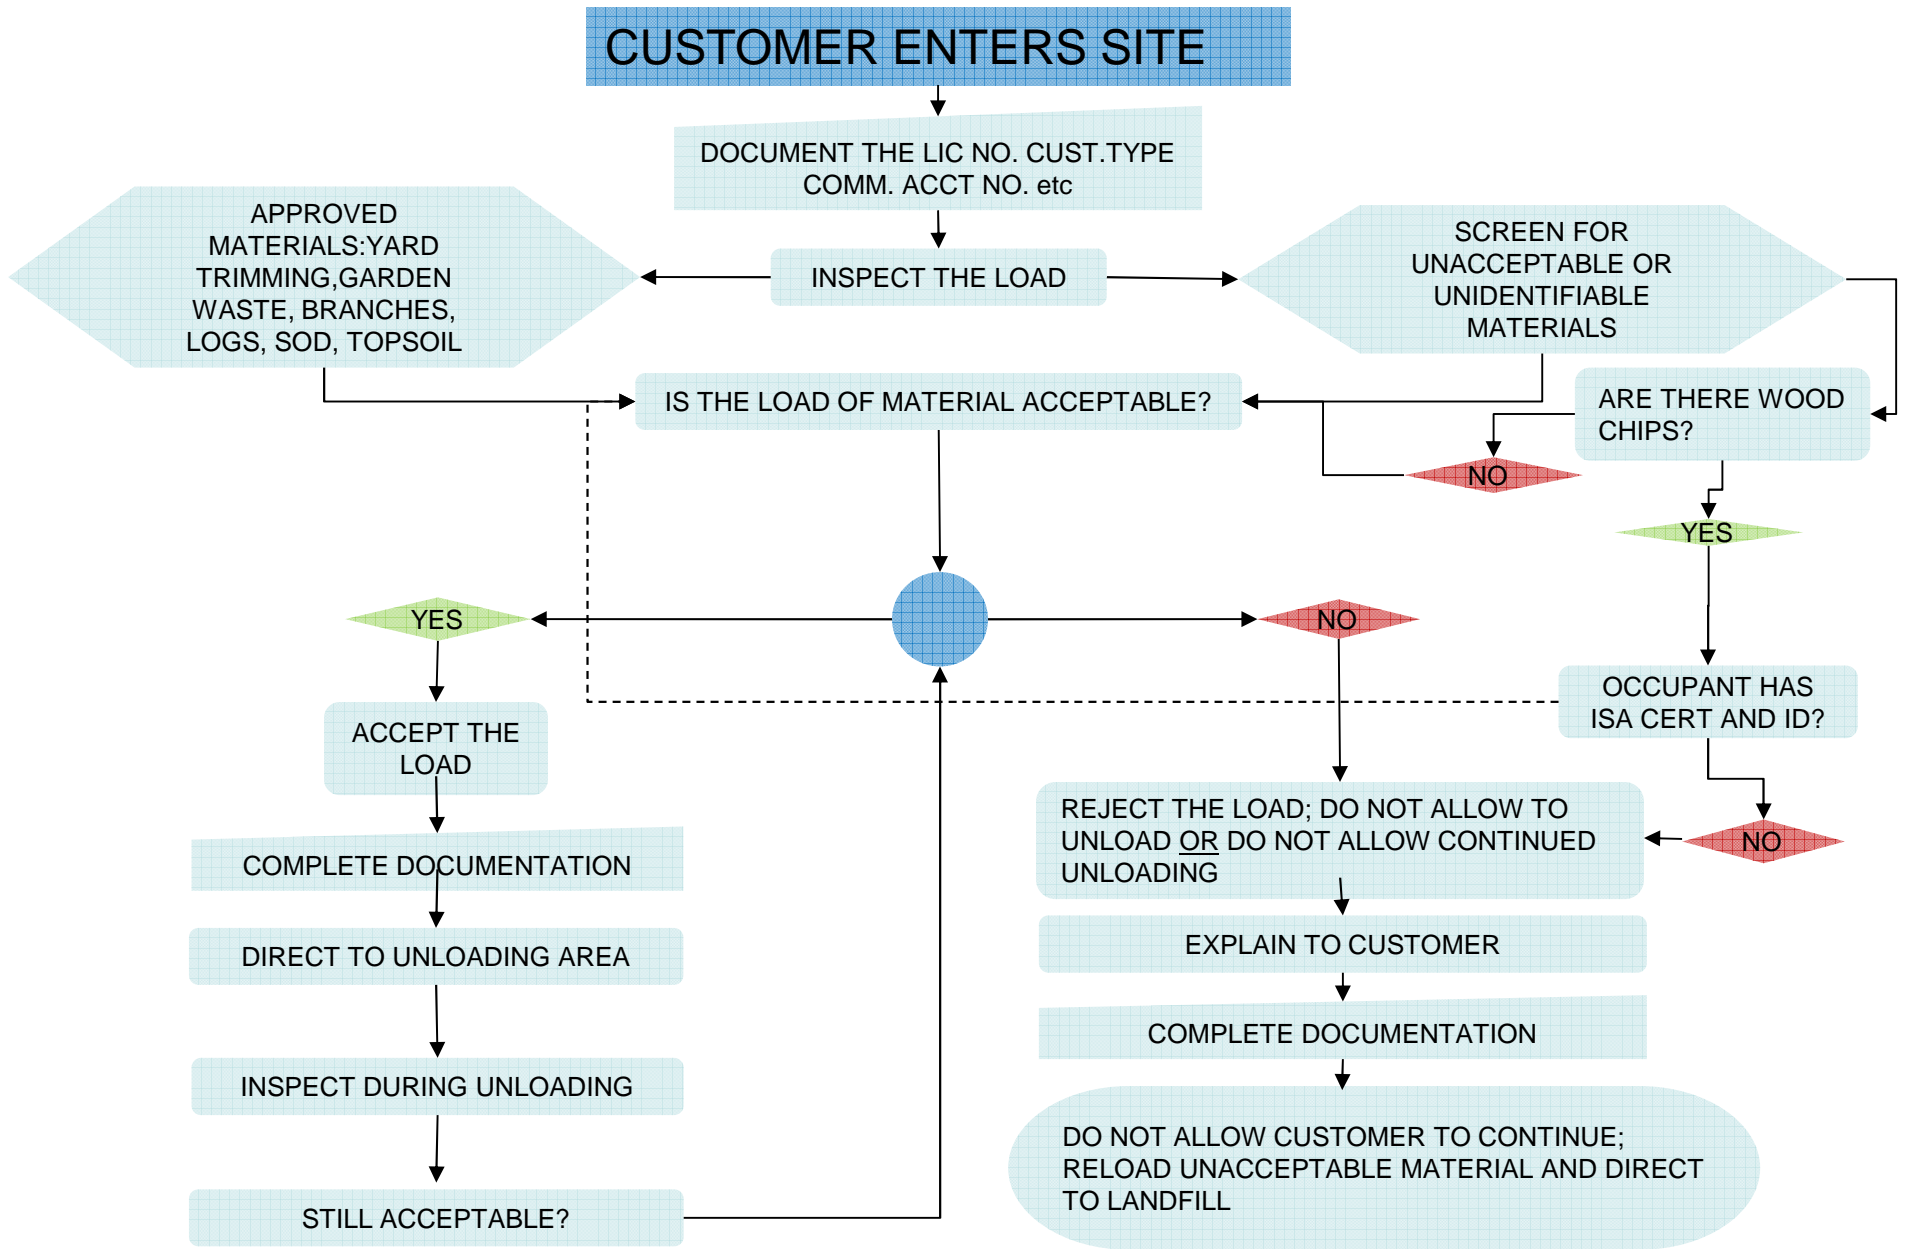 CUSTOMER ENTERS SITE
DOCUMENT THE LIC NO. CUST.TYPE
COMM. ACCT NO. etc
APPROVED
MATERIALS:YARD
TRIMMING,GARDEN
WASTE, BRANCHES,
LOGS, SOD, TOPSOIL
INSPECT THE LOAD
SCREEN FOR
UNACCEPTABLE OR
UNIDENTIFIABLE
MATERIALS
IS THE LOAD OF MATERIAL ACCEPTABLE?
ARE THERE WOOD
CHIPS?
NO
YES
YES
NO
OCCUPANT HAS
ISA CERT AND ID?
ACCEPT THE
LOAD
COMPLETE DOCUMENTATION
DIRECT TO UNLOADING AREA
INSPECT DURING UNLOADING
STILL ACCEPTABLE?
REJECT THE LOAD; DO NOT ALLOW TO
UNLOAD OR DO NOT ALLOW CONTINUED
UNLOADING
NO
EXPLAIN TO CUSTOMER
COMPLETE DOCUMENTATION
DO NOT ALLOW CUSTOMER TO CONTINUE;
RELOAD UNACCEPTABLE MATERIAL AND DIRECT
TO LANDFILL